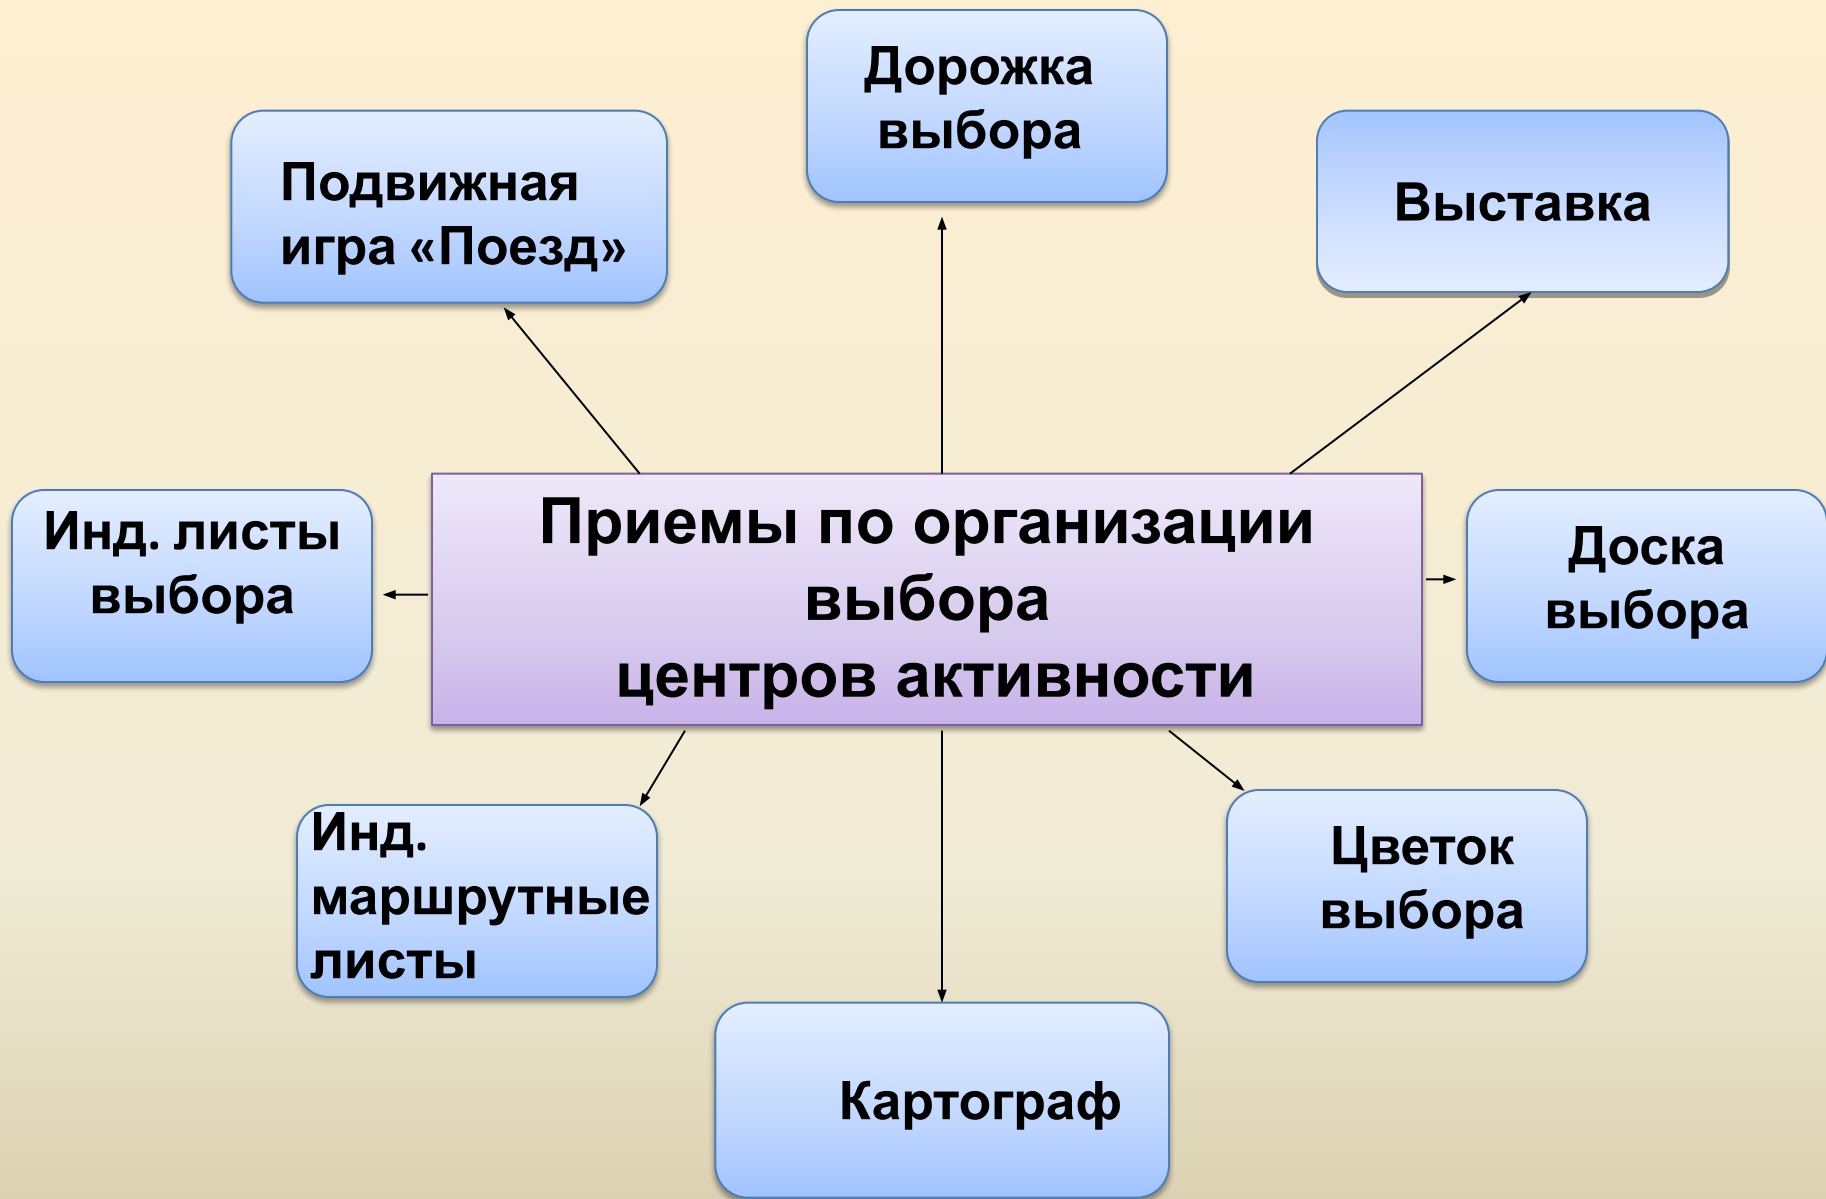 Дорожка
выбора
Подвижная
игра «Поезд»
Выставка
Приемы по организации
выбора
центров активности
Инд. листы
выбора
Доска
выбора
Инд.
маршрутные
листы
Цветок
выбора
Картограф